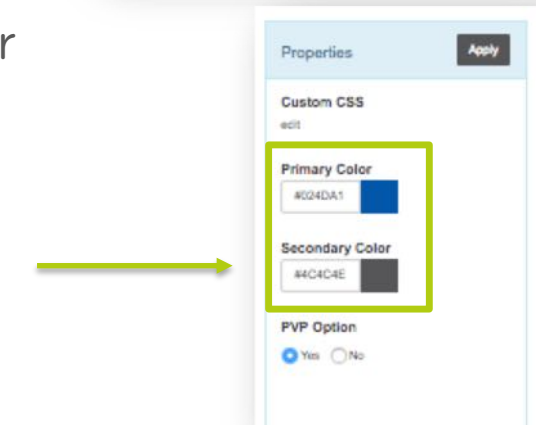 r
Properties
Apply
Custom CSS
edit
Primary Color
#024DA1
Secondary Color
#4C4C4E
PVP Option
Yes No